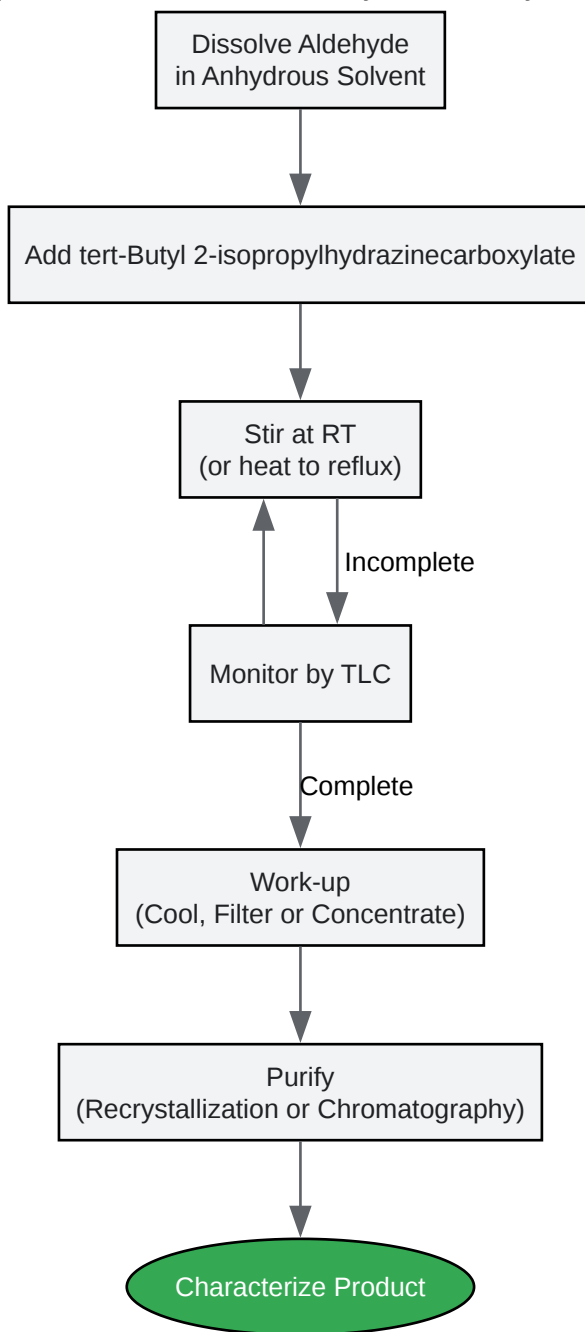 Dissolve Aldehyde
in Anhydrous Solvent
Add tert-Butyl 2-isopropylhydrazinecarboxylate
Stir at RT
(or heat to reflux)
Incomplete
Monitor by TLC
Complete
Work-up
(Cool, Filter or Concentrate)
Purify
(Recrystallization or Chromatography)
Characterize Product